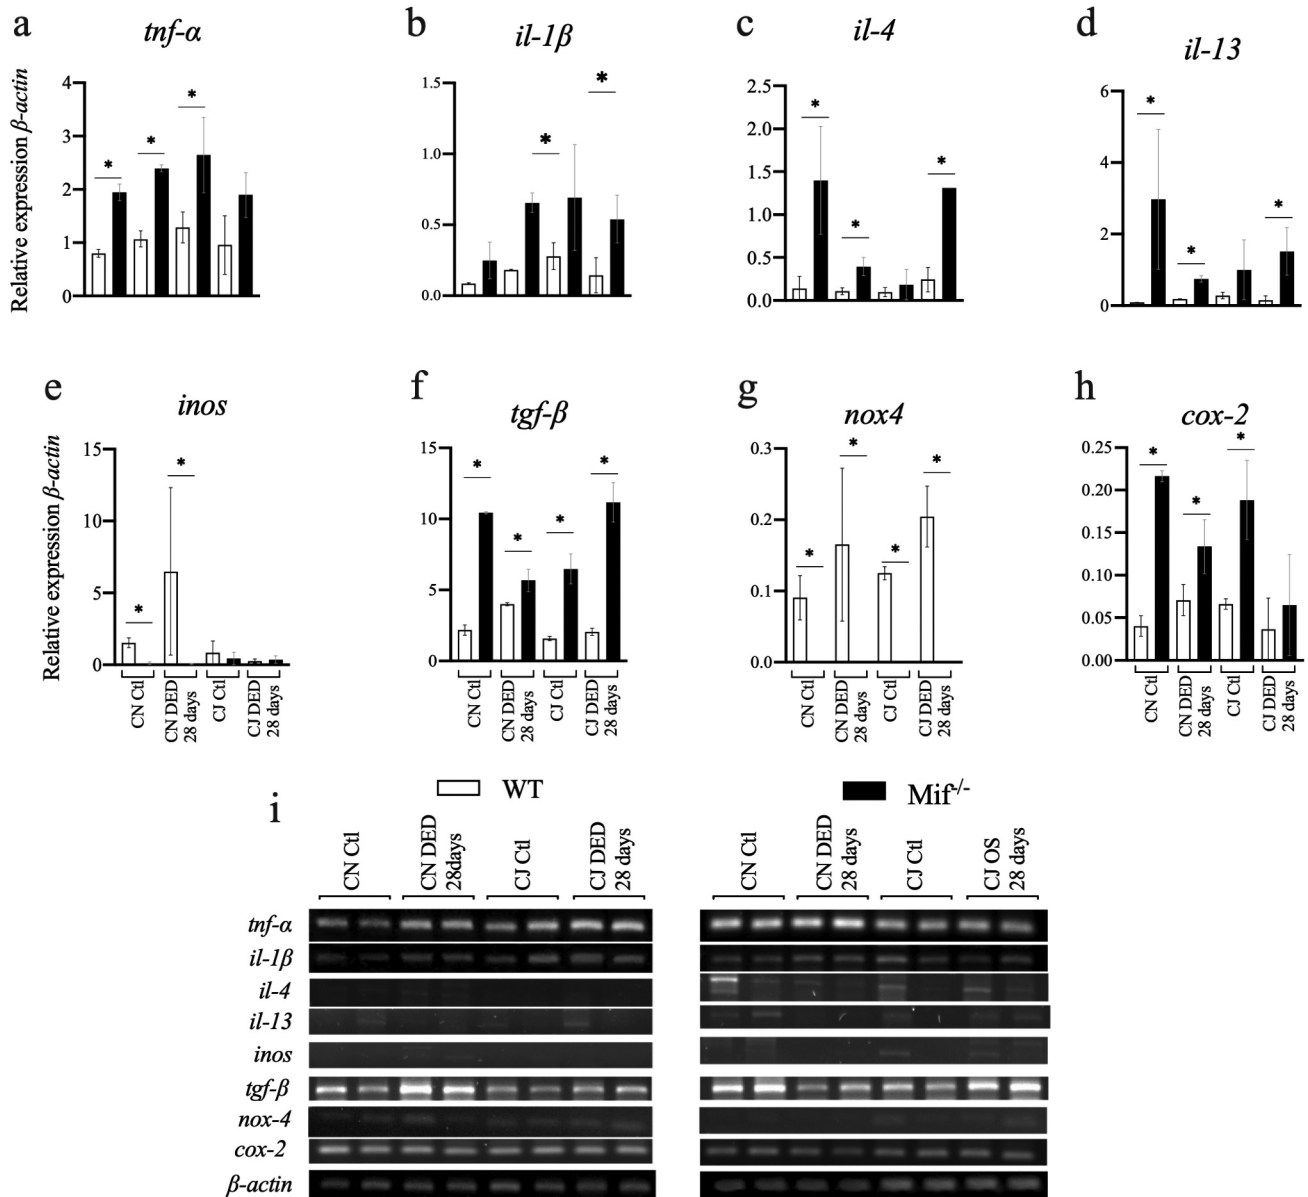 a
tnf-α
b
il-1β
c
il-4
d
il-13
Relative expression β-actin
4
3
2
1
0
* * *
1.5
1.0
0.5
0.0
* *
2.5
2.0
1.5
1.0
0.5
0.0
* * *
6
4
2
0
* * *
e
inos
f
tgf-β
g
nox4
h
cox-2
Relative expression β-actin
15
10
5
0
* *
CN Ctl
CN DED
28 days
CJ Ctl
CJ DED
28 days
15
10
5
0
* * * *
CN Ctl
CN DED
28 days
CJ Ctl
CJ DED
28 days
0.3
0.2
0.1
0.0
* * * *
CN Ctl
CN DED
28 days
CJ Ctl
CJ DED
28 days
0.25
0.20
0.15
0.10
0.05
0.00
* * *
CN Ctl
CN DED
28 days
CJ Ctl
CJ DED
28 days
i
WT
Mif-/-
CN Ctl
CN DED
28days
CJ Ctl
CJ DED
28 days
CN Ctl
CN DED
28 days
CJ Ctl
CJ OS
28 days
tnf-α
il-1β
il-4
il-13
inos
tgf-β
nox-4
cox-2
β-actin